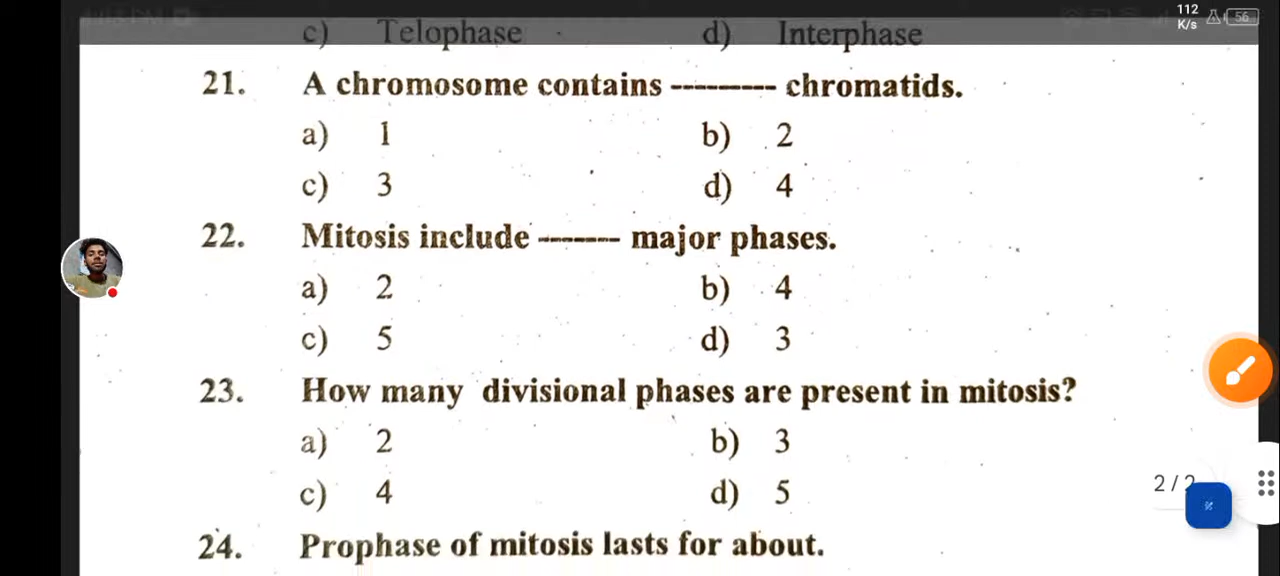 112
K/s
56
c) Telophase d) Interphase
21. A chromosome contains --------- chromatids.
a) 1 b) 2
c) 3 d) 4
22. Mitosis include ------- major phases.
a) 2 b) 4
c) 5 d) 3
23. How many divisional phases are present in mitosis?
a) 2 b) 3
c) 4 d) 5
2/2
24. Prophase of mitosis lasts for about.